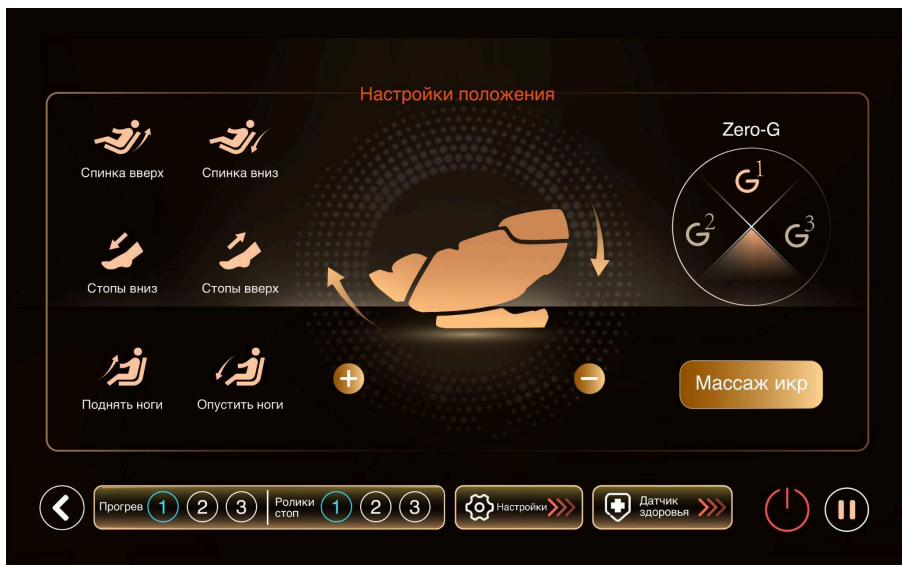 Настройки положения
Спинка вверх
Спинка вниз
Zero-G
G1
G2
G3
Стопы вниз
Стопы вверх
Поднять ноги
Опустить ноги
+
−
Массаж икр
Прогрев 1 2 3
Ролики
стоп
1 2 3
Настройки
Датчик
здоровья